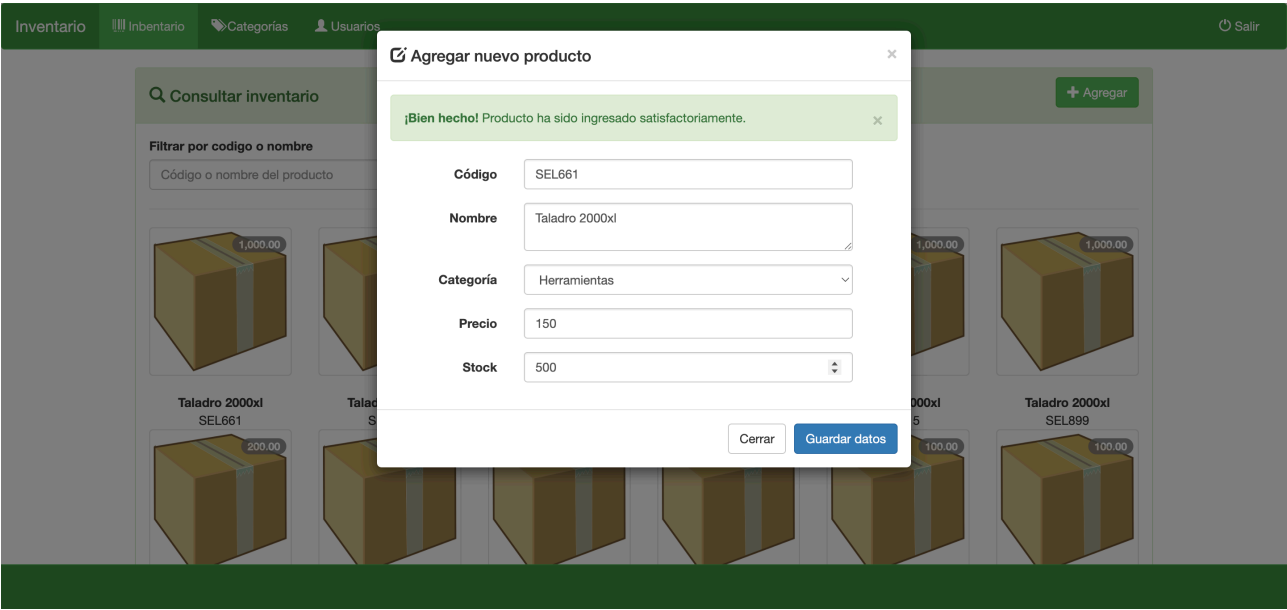 Inventario Inbentario Categorías Usuarios Salir
Agregar nuevo producto ×
Consultar inventario Agregar
¡Bien hecho! Producto ha sido ingresado satisfactoriamente. ×
Filtrar por codigo o nombre
Código o nombre del producto
Código SEL661
Nombre Taladro 2000xl
Categoría Herramientas
Precio 150
Stock 500
1,000.00 1,000.00 1,000.00
Taladro 2000xl Taladro 2000xl
SEL661 SEL899
Cerrar Guardar datos
200.00 100.00 100.00